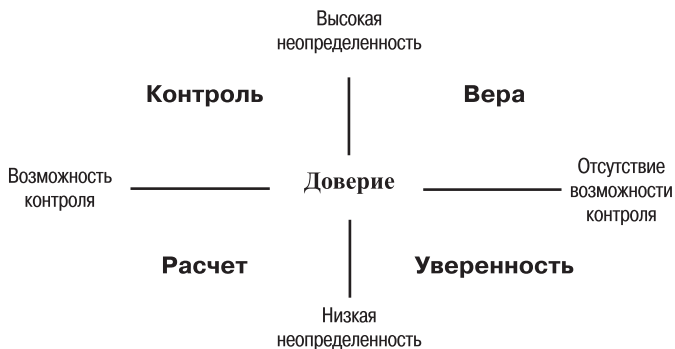 Высокая
неопределенность
Контроль
Вера
Возможность
контроля
Доверие
Отсутствие
возможности
контроля
Расчет
Уверенность
Низкая
неопределенность